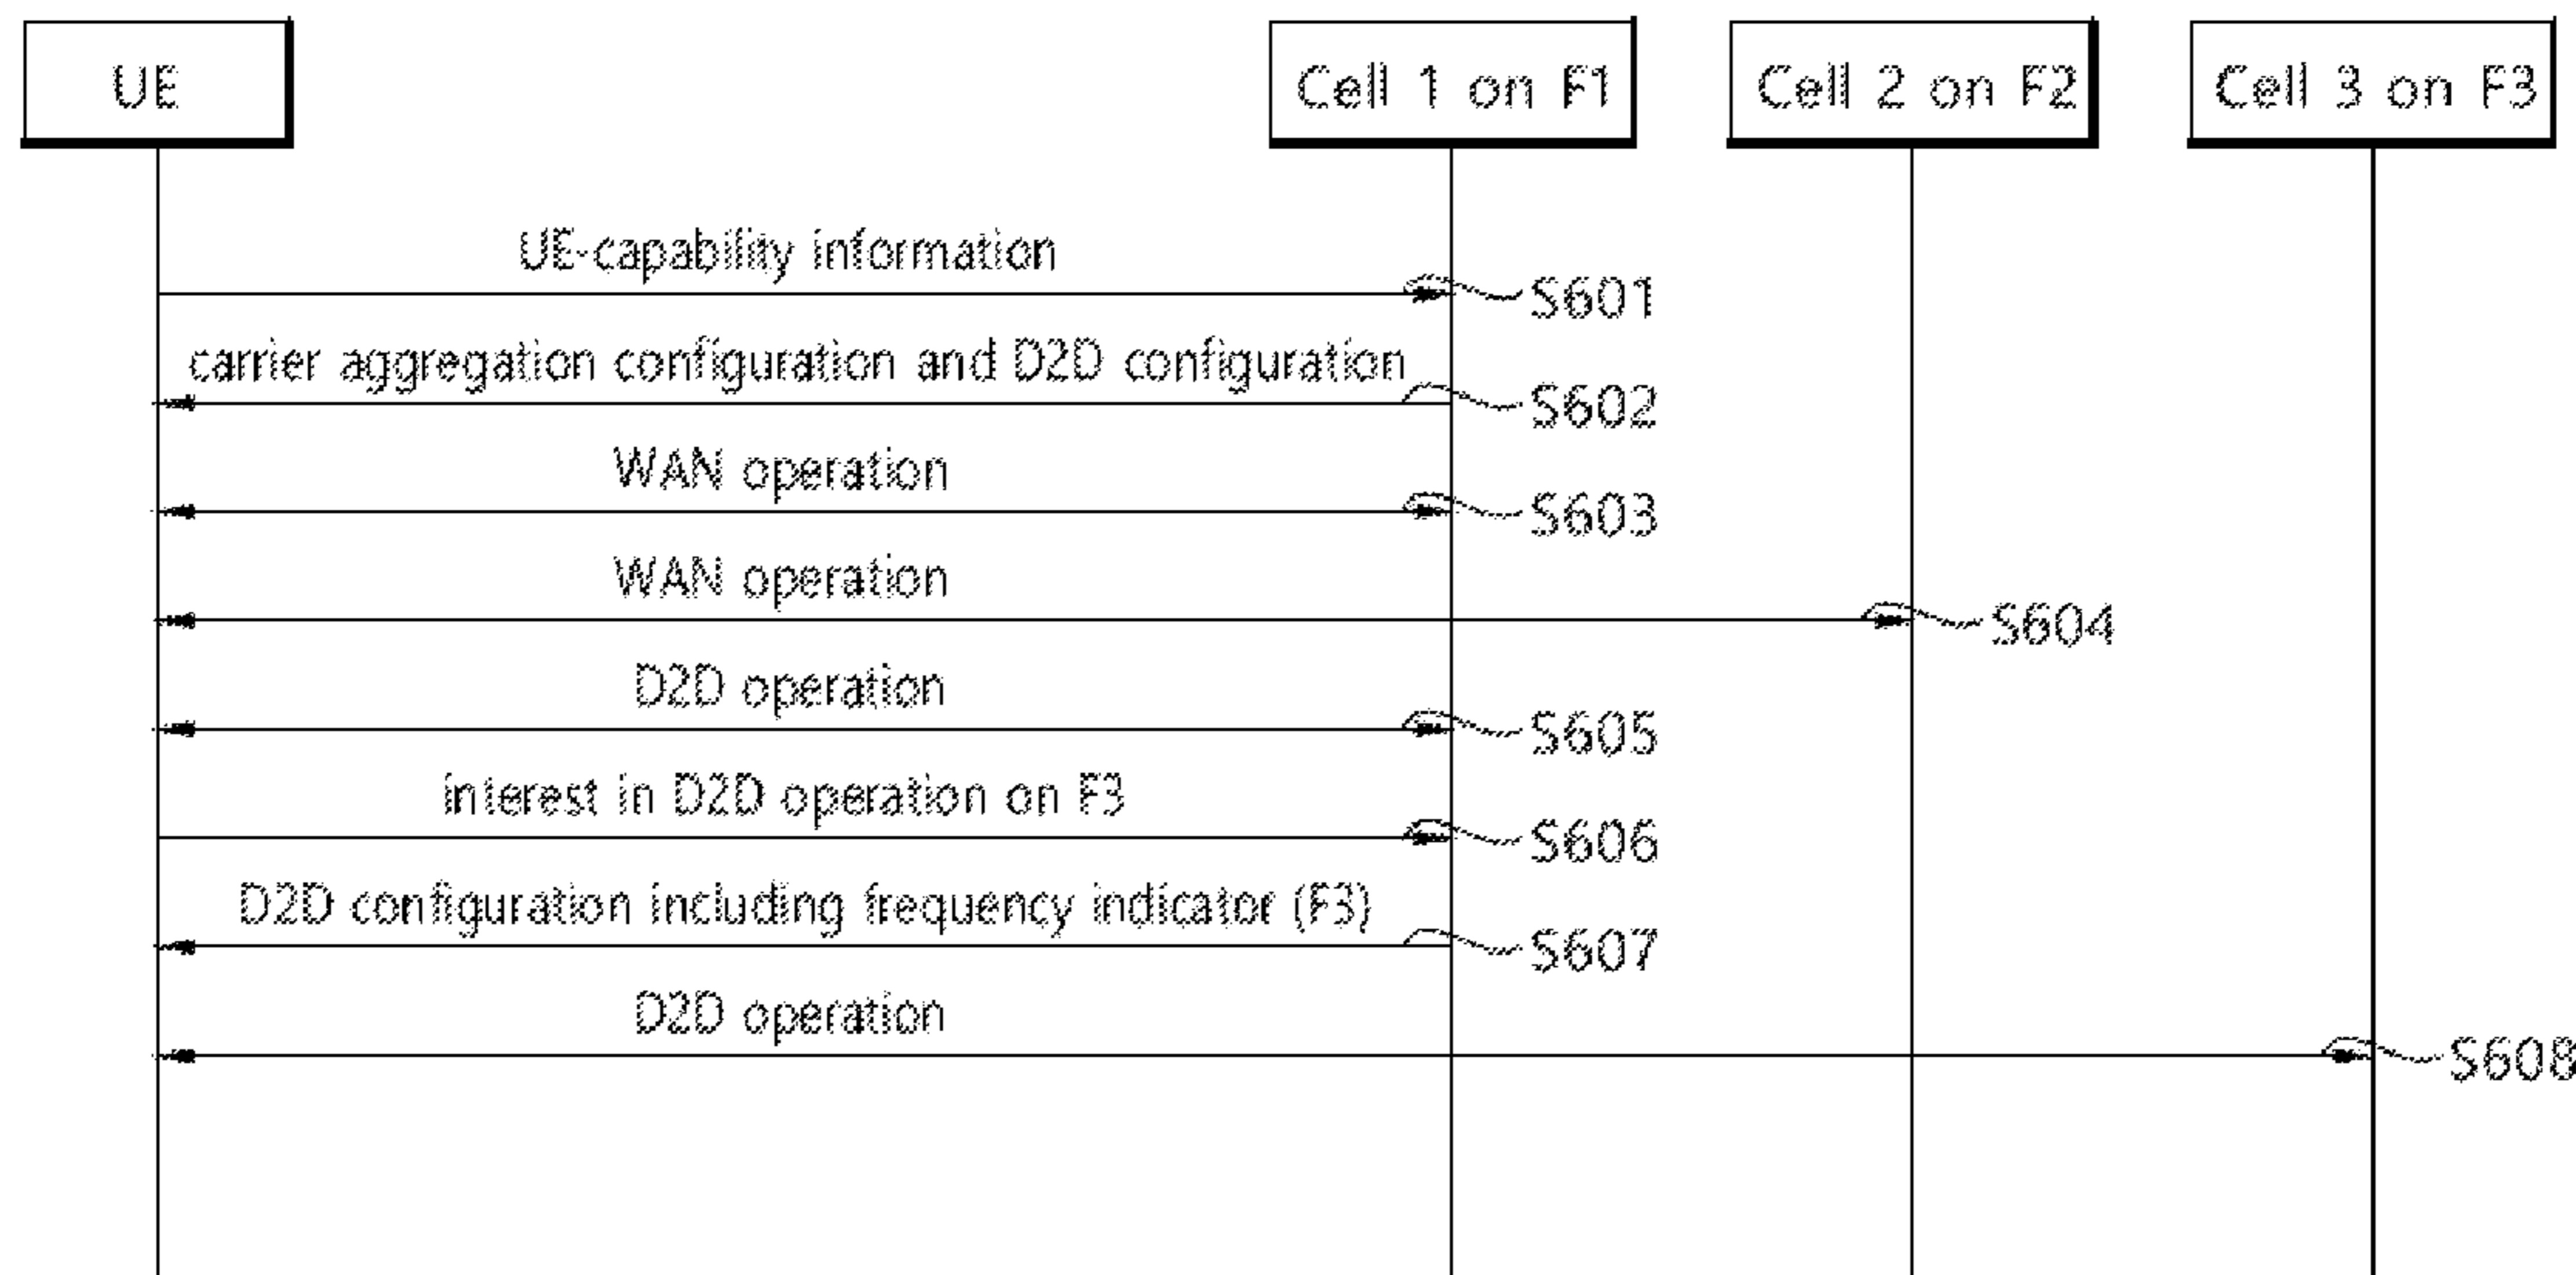 UE
Cell 1 on F1
Cell 2 on F2
Cell 3 on F3
UE-capability information
S601
carrier aggregation configuration and D2D configuration
S602
WAN operation
S603
WAN operation
S604
D2D operation
S605
interest in D2D operation on F3
S606
D2D configuration including frequency indicator (F3)
S607
D2D operation
S608